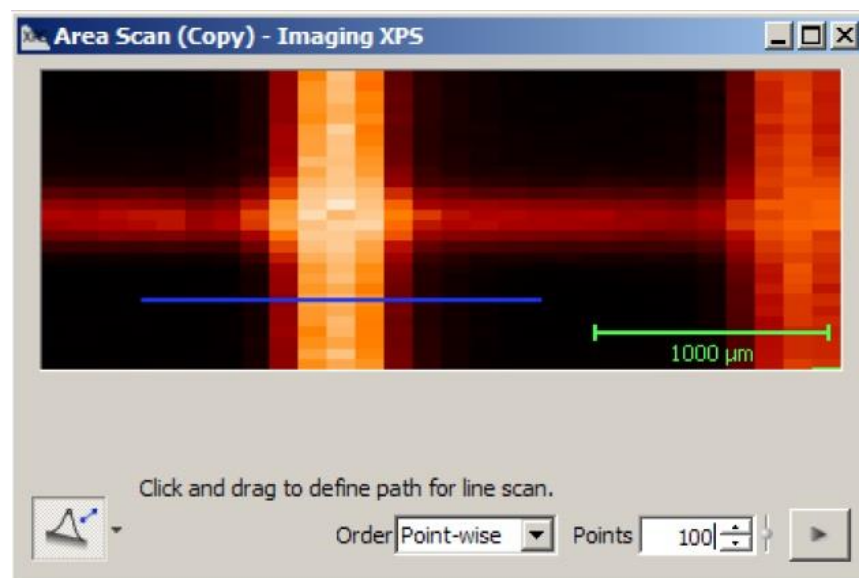 Area Scan (Copy) - Imaging XPS
1000 µm
Click and drag to define path for line scan.
Order Point-wise Points 100